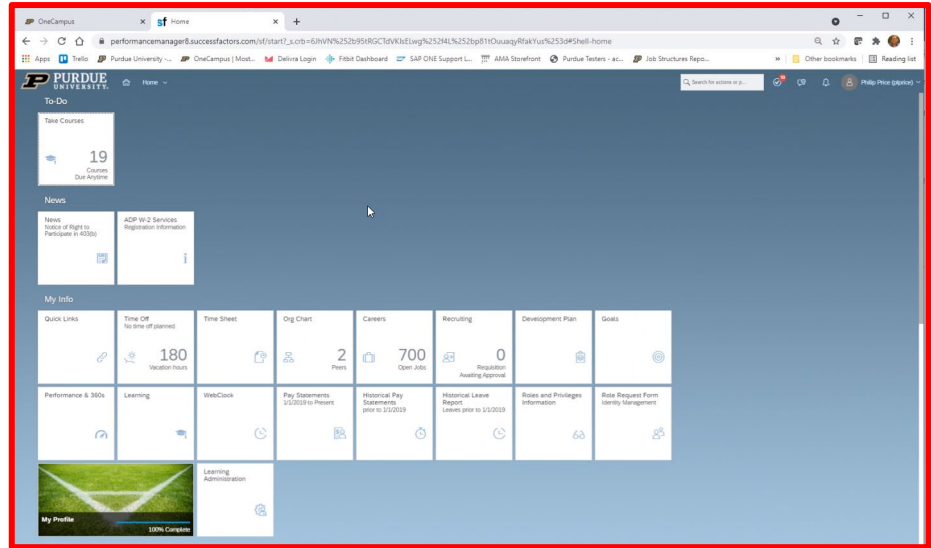 OneCampus
sf Home
performancemanager8.successfactors.com/sf/start?_s.crb=6JhVN%252b95tRGCTdVKIsELwg%252f4L%252bp81tOuuaqyRfakYus%253d#Shell-home
Apps
Trello
Purdue University -...
OneCampus | Most...
Delivra Login
Fitbit Dashboard
SAP ONE Support L...
AMA Storefront
Purdue Testers - ac...
Job Structures Repo...
Other bookmarks
Reading list
PURDUE
UNIVERSITY.
Home
Search for actions or p...
Philip Price (plprice)
To-Do
Take Courses
19
Courses
Due Anytime
News
News
Notice of Right to
Participate in 403(b)
ADP W-2 Services
Registration Information
My Info
Quick Links
Time Off
No time off planned
180
Vacation hours
Time Sheet
Org Chart
2
Peers
Careers
700
Open Jobs
Recruiting
0
Requisition
Awaiting Approval
Development Plan
Goals
Performance & 360s
Learning
WebClock
Pay Statements
1/1/2019 to Present
Historical Pay
Statements
prior to 1/1/2019
Historical Leave
Report
Leaves prior to 1/1/2019
Roles and Privileges
Information
Role Request Form
Identity Management
My Profile
100% Complete
Learning
Administration